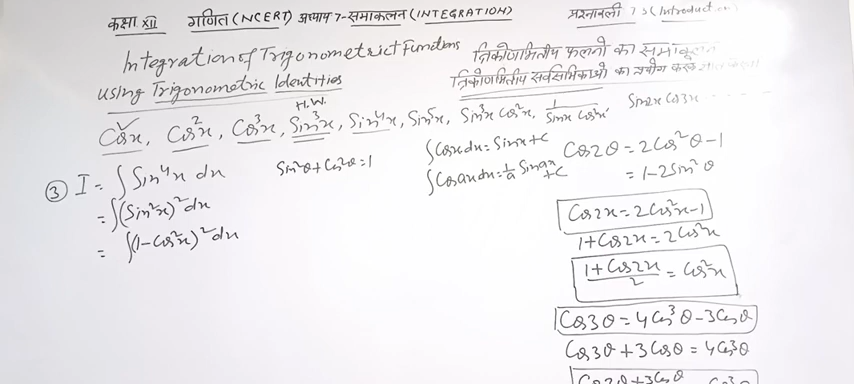 कक्षा XII गणित (NCERT) अध्याय 7-समाकलन (INTEGRATION) प्रश्नावली 7.3 (Introduction)
Integration of Trigonometrict Functions
using Trigonometric Identities
त्रिकोणमितीय फलनों का समाकलन
त्रिकोणमितीय सर्वसमिकाओं का प्रयोग करके
H.W.
Cosx, Cos²x, Cos³x, Sin³x, Sin⁴x, Sin⁵x, Sin³x Cos²x, 1/(Sinx Cos³x), Sin2x Cos3x ------
③ I = ∫ Sin⁴x dx
= ∫(Sin²x)² dx
= ∫(1-Cos²x)² dx
Sin²θ + Cos²θ = 1
∫Cosx dx = Sinx + C
∫Cosax dx = 1/a Sinax + C
Cos2θ = 2Cos²θ - 1
= 1 - 2Sin²θ
Cos2x = 2Cos²x - 1
1 + Cos2x = 2Cos²x
(1 + Cos2x)/2 = Cos²x
Cos3θ = 4Cos³θ - 3Cosθ
Cos3θ + 3Cosθ = 4Cos³θ
Cos3θ + 3Cosθ Cos³θ